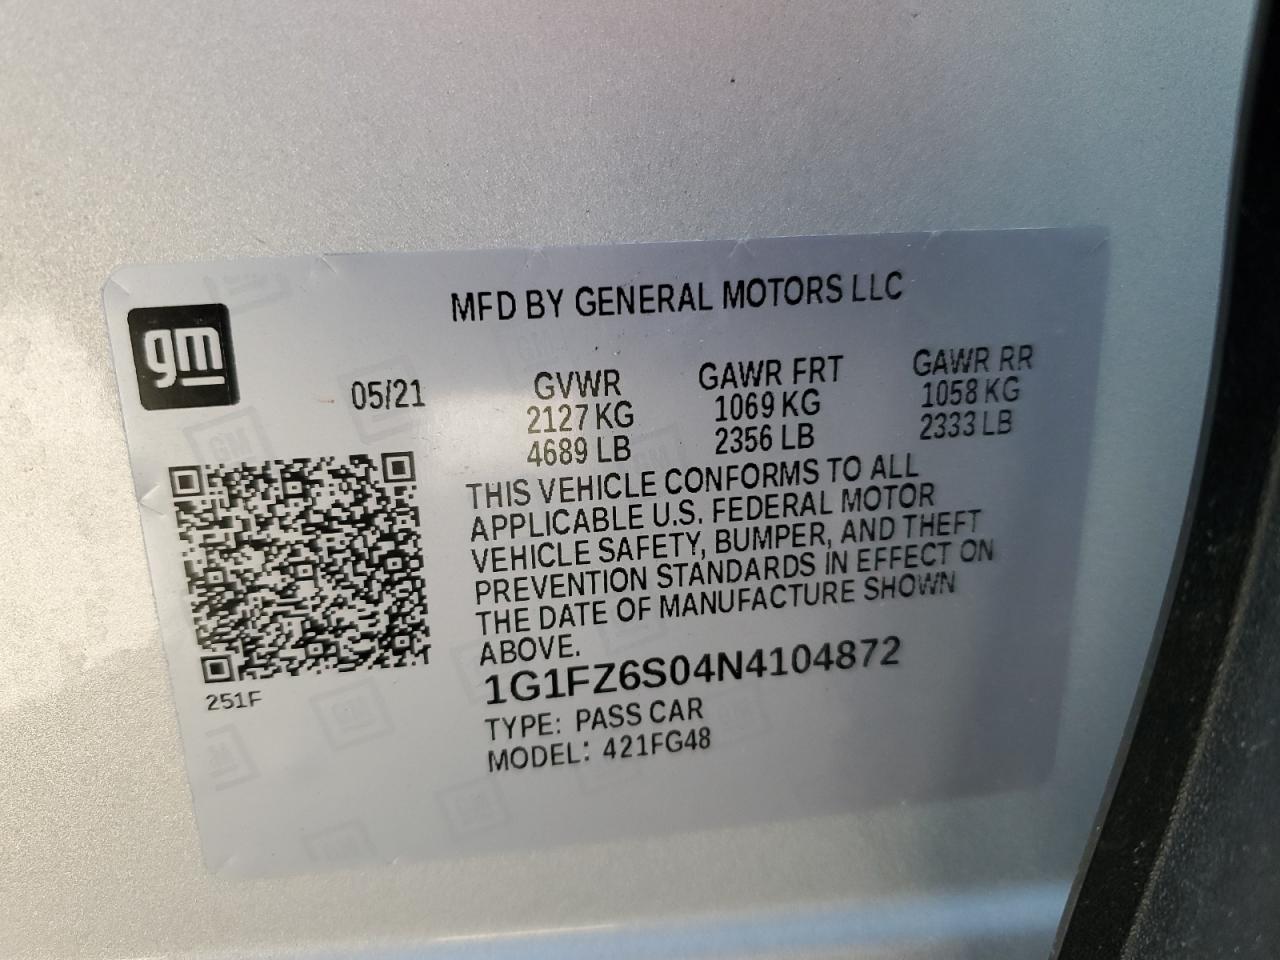 MFD BY GENERAL MOTORS LLC
gm
05/21
GVWR GAWR FRT GAWR RR
2127 KG 1069 KG 1058 KG
4689 LB 2356 LB 2333 LB
THIS VEHICLE CONFORMS TO ALL
APPLICABLE U.S. FEDERAL MOTOR
VEHICLE SAFETY, BUMPER, AND THEFT
PREVENTION STANDARDS IN EFFECT ON
THE DATE OF MANUFACTURE SHOWN
ABOVE.
1G1FZ6S04N4104872
251F
TYPE: PASS CAR
MODEL: 421FG48